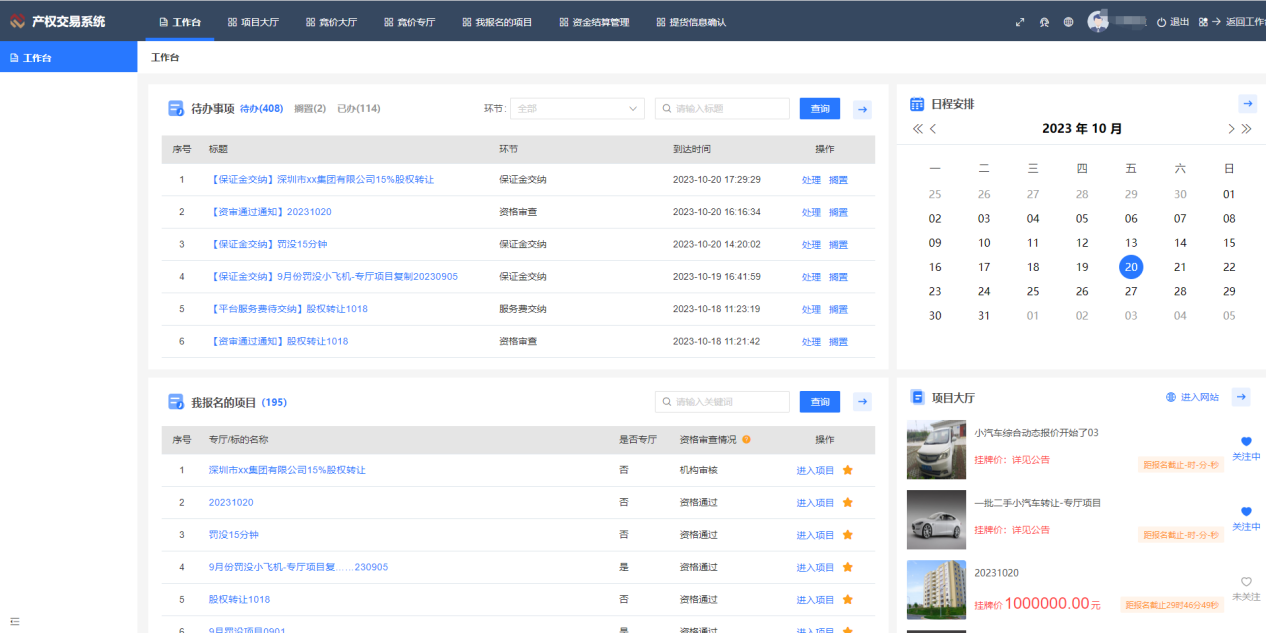 产权交易系统 工作台 项目大厅 竞价大厅 竞价专厅 我报名的项目 资金结算管理 提货信息确认 退出 返回工作台
工作台
工作台
待办事项 待办(408) 搁置(2) 已办(114) 环节: 全部 请输入标题 查询
序号 标题 环节 到达时间 操作
1 【保证金交纳】深圳市xx集团有限公司15%股权转让 保证金交纳 2023-10-20 17:29:29 处理 搁置
2 【资审通过通知】20231020 资格审查 2023-10-20 16:16:34 处理 搁置
3 【保证金交纳】罚没15分钟 保证金交纳 2023-10-20 14:20:02 处理 搁置
4 【保证金交纳】9月份罚没小飞机-专厅项目复制20230905 保证金交纳 2023-10-19 16:41:59 处理 搁置
5 【平台服务费待交纳】股权转让1018 服务费交纳 2023-10-18 11:23:19 处理 搁置
6 【资审通过通知】股权转让1018 资格审查 2023-10-18 11:21:42 处理 搁置
日程安排
2023 年 10 月
一 二 三 四 五 六 日
25 26 27 28 29 30 01
02 03 04 05 06 07 08
09 10 11 12 13 14 15
16 17 18 19 20 21 22
23 24 25 26 27 28 29
30 31 01 02 03 04 05
我报名的项目 (195) 请输入关键词 查询
序号 专厅/标的名称 是否专厅 资格审查情况 操作
1 深圳市xx集团有限公司15%股权转让 否 机构审核 进入项目
2 20231020 否 资格通过 进入项目
3 罚没15分钟 否 资格通过 进入项目
4 9月份罚没小飞机-专厅项目复……230905 是 资格通过 进入项目
5 股权转让1018 否 资格通过 进入项目
6 9月罚没项目0901 是 资格通过 进入项目
项目大厅 进入网站
小汽车综合动态报价开始了03
挂牌价：详见公告 距报名截止-时-分-秒 关注中
一批二手小汽车转让-专厅项目
挂牌价：详见公告 距报名截止-时-分-秒 关注中
20231020
挂牌价 1000000.00元 距报名截止29时46分49秒 未关注